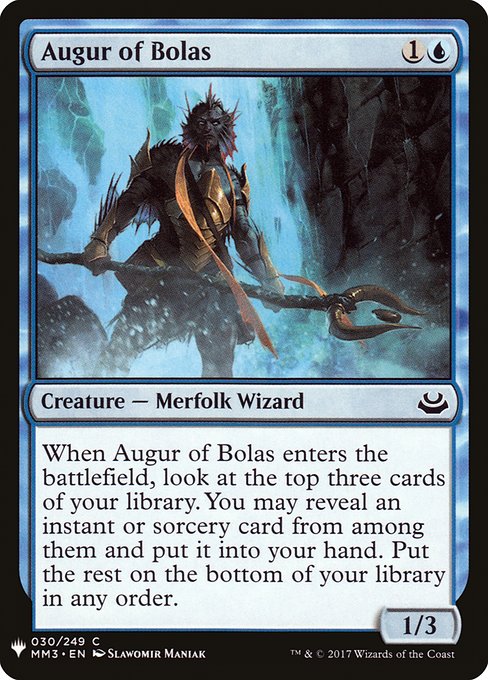 Augur of Bolas 1
Creature — Merfolk Wizard
When Augur of Bolas enters the
battlefield, look at the top three cards
of your library. You may reveal an
instant or sorcery card from among
them and put it into your hand. Put
the rest on the bottom of your library
in any order.
1/3
030/249 C
MM3 • EN Slawomir Maniak
™ & © 2017 Wizards of the Coast